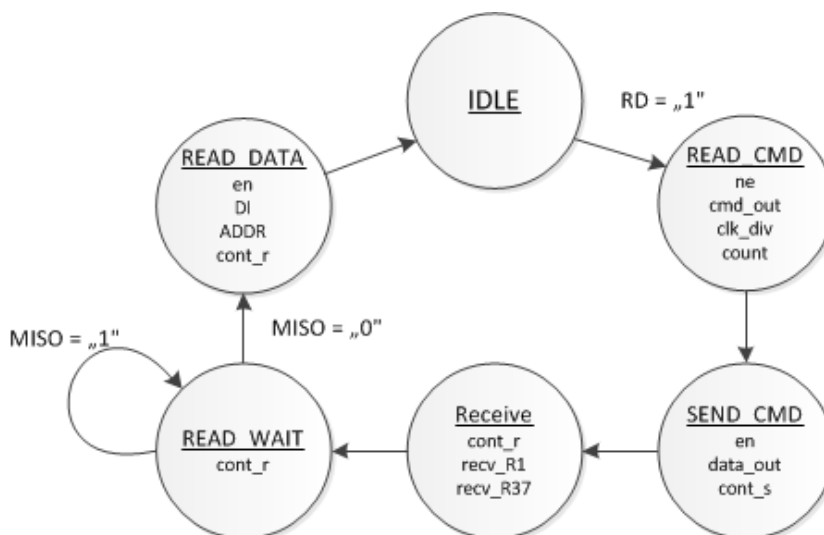 IDLE
RD = „1"
READ_CMD
ne
cmd_out
clk_div
count
SEND_CMD
en
data_out
cont_s
Receive
cont_r
recv_R1
recv_R37
READ_WAIT
cont_r
MISO = „1"
MISO = „0"
READ_DATA
en
DI
ADDR
cont_r